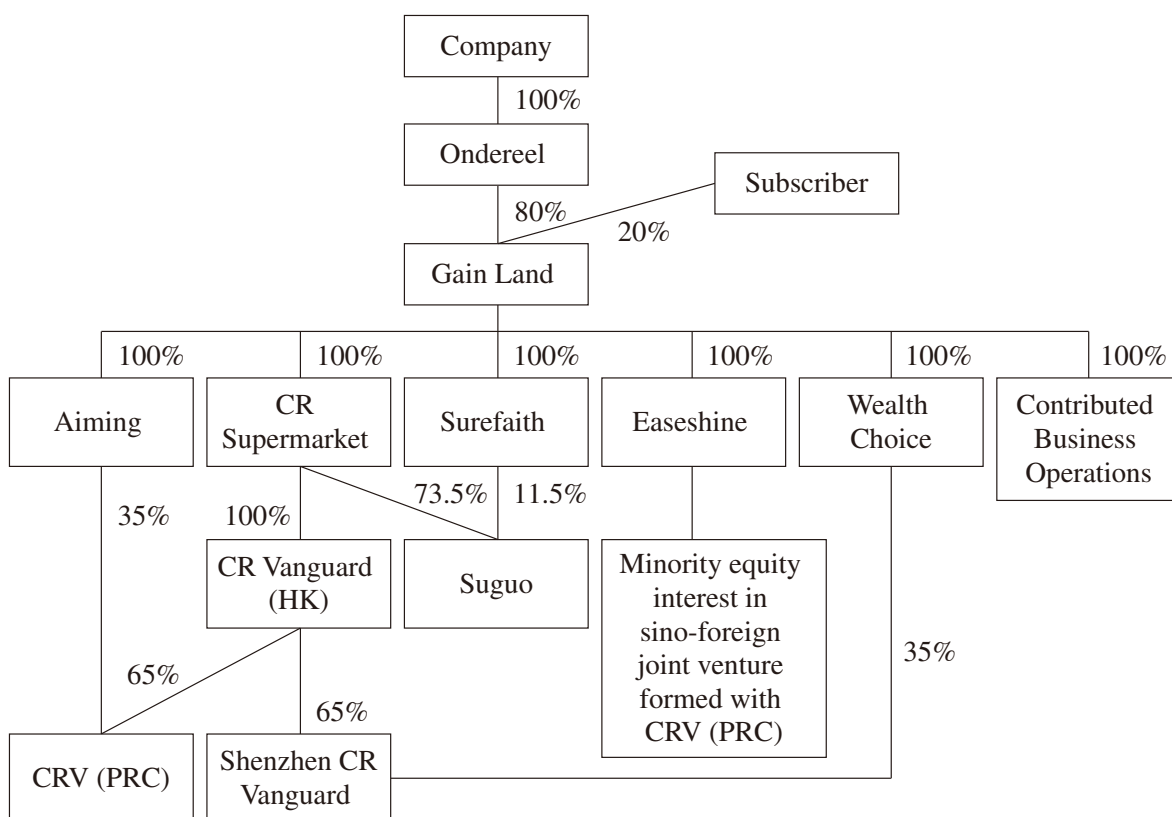 Company
100%
Ondereel
Subscriber
80%
20%
Gain Land
100%
100%
100%
100%
100%
100%
Aiming
CR
Supermarket
Surefaith
Easeshine
Wealth
Choice
Contributed
Business
Operations
35%
100%
73.5%
11.5%
CR Vanguard
(HK)
Suguo
Minority equity
interest in
sino-foreign
joint venture
formed with
CRV (PRC)
35%
65%
65%
CRV (PRC)
Shenzhen CR
Vanguard